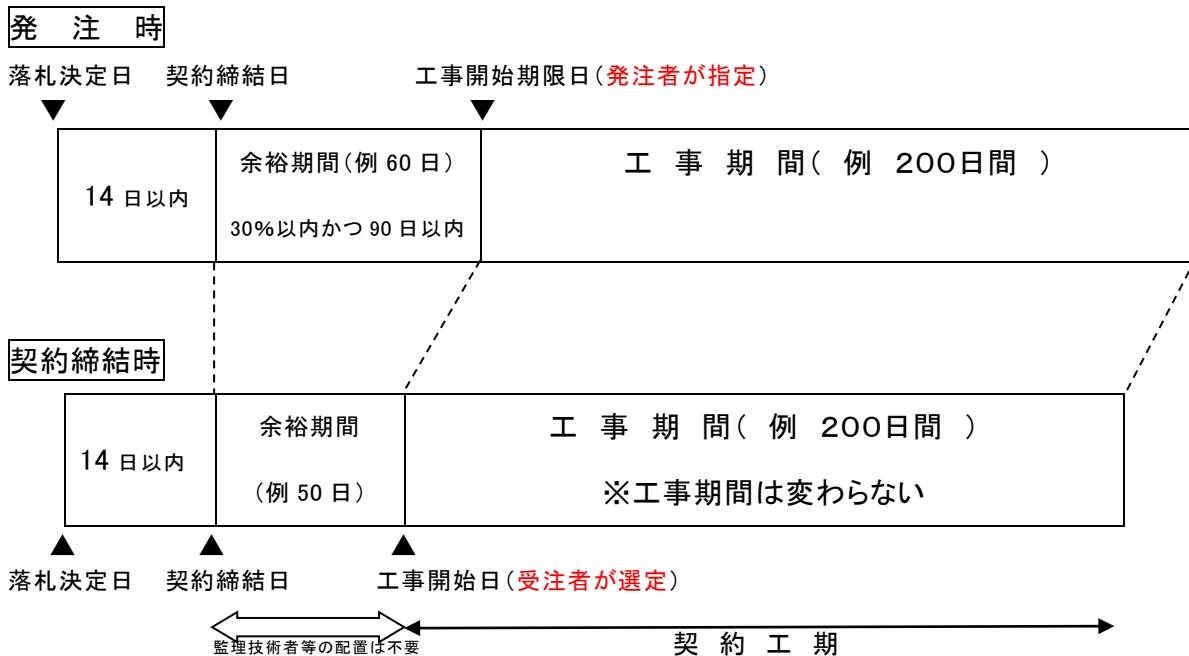 発　注　時
落札決定日　契約締結日　工事開始期限日(発注者が指定)
14 日以内
余裕期間(例 60 日)
30%以内かつ 90 日以内
工　事　期　間(　例　200日間　)
契約締結時
14 日以内
余裕期間
(例 50 日)
工　事　期　間(　例　200日間　)
※工事期間は変わらない
落札決定日　契約締結日　工事開始日(受注者が選定)
監理技術者等の配置は不要
契　約　工　期